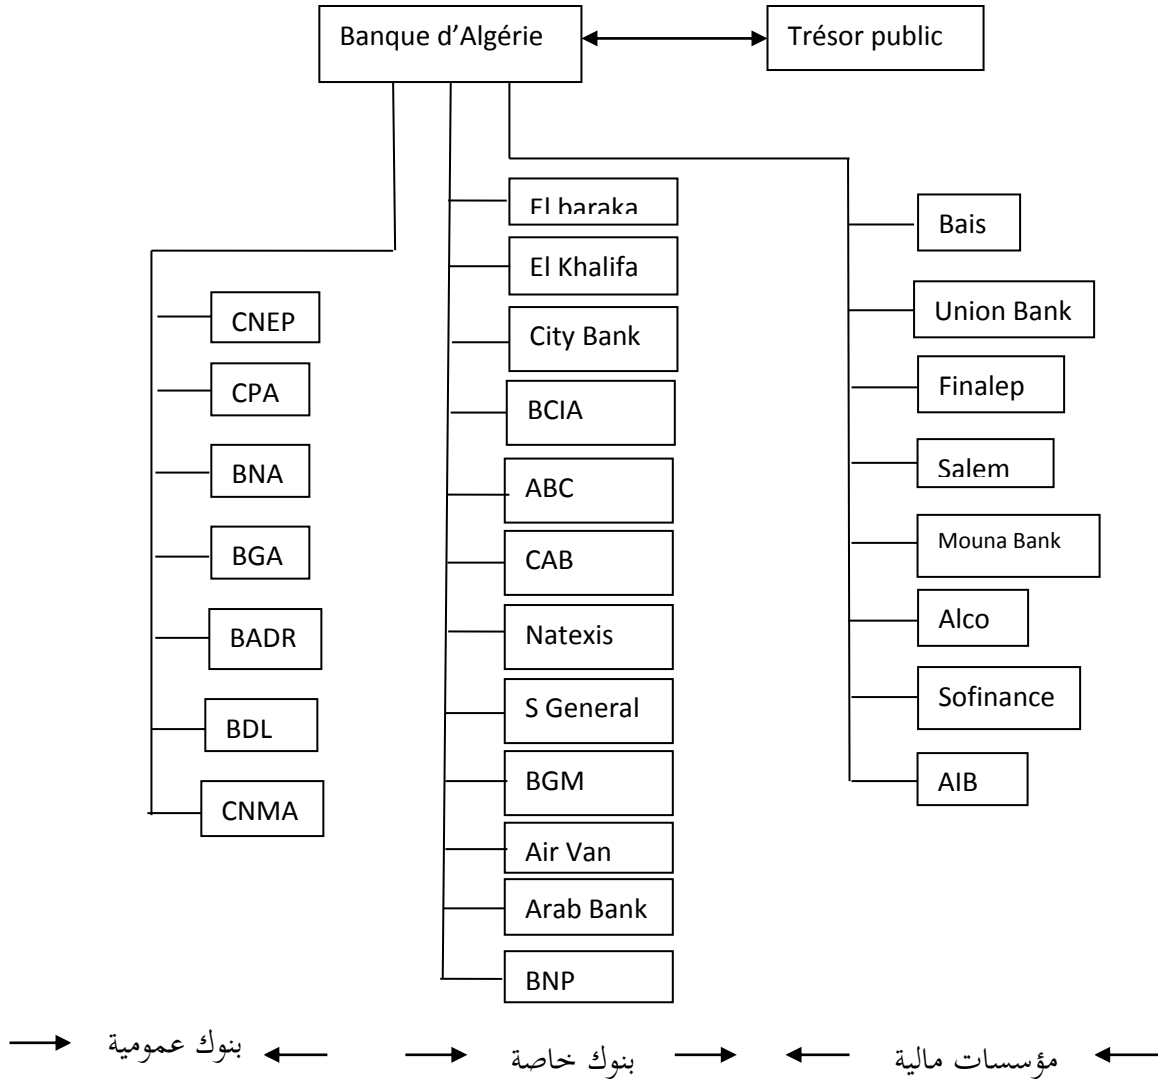 Banque d’Algérie
Trésor public
El baraka
El Khalifa
City Bank
BCIA
ABC
CAB
Natexis
S General
BGM
Air Van
Arab Bank
BNP
CNEP
CPA
BNA
BGA
BADR
BDL
CNMA
Bais
Union Bank
Finalep
Salem
Mouna Bank
Alco
Sofinance
AIB
بنوك عمومية
بنوك خاصة
مؤسسات مالية